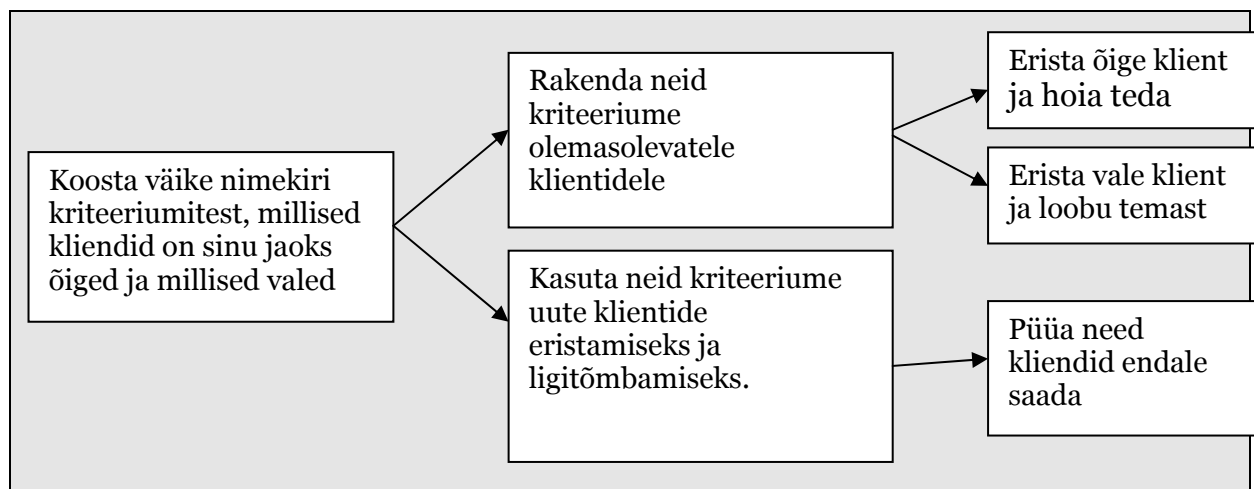 Koosta väike nimekiri
kriteeriumitest, millised
kliendid on sinu jaoks
õiged ja millised valed
Rakenda neid
kriteeriume
olemasolevatele
klientidele
Kasuta neid kriteeriume
uute klientide
eristamiseks ja
ligitõmbamiseks.
Erista õige klient
ja hoia teda
Erista vale klient
ja loobu temast
Püüa need
kliendid endale
saada